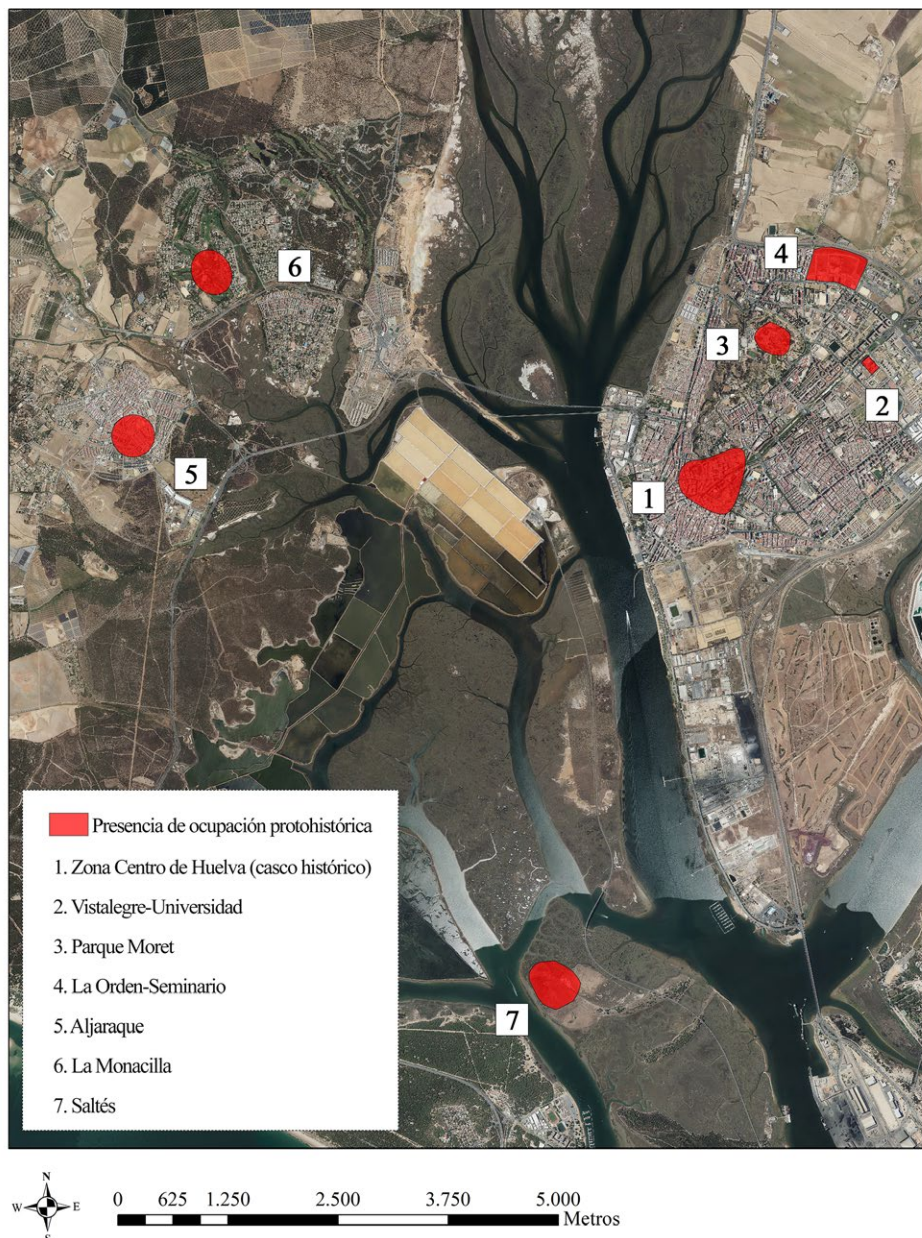 4
6
3
2
1
5
Presencia de ocupación protohistórica
1. Zona Centro de Huelva (casco histórico)
2. Vistalegre-Universidad
3. Parque Moret
4. La Orden-Seminario
5. Aljaraque
6. La Monacilla
7. Saltés
7
N
W E
S
0 625 1.250 2.500 3.750 5.000
Metros